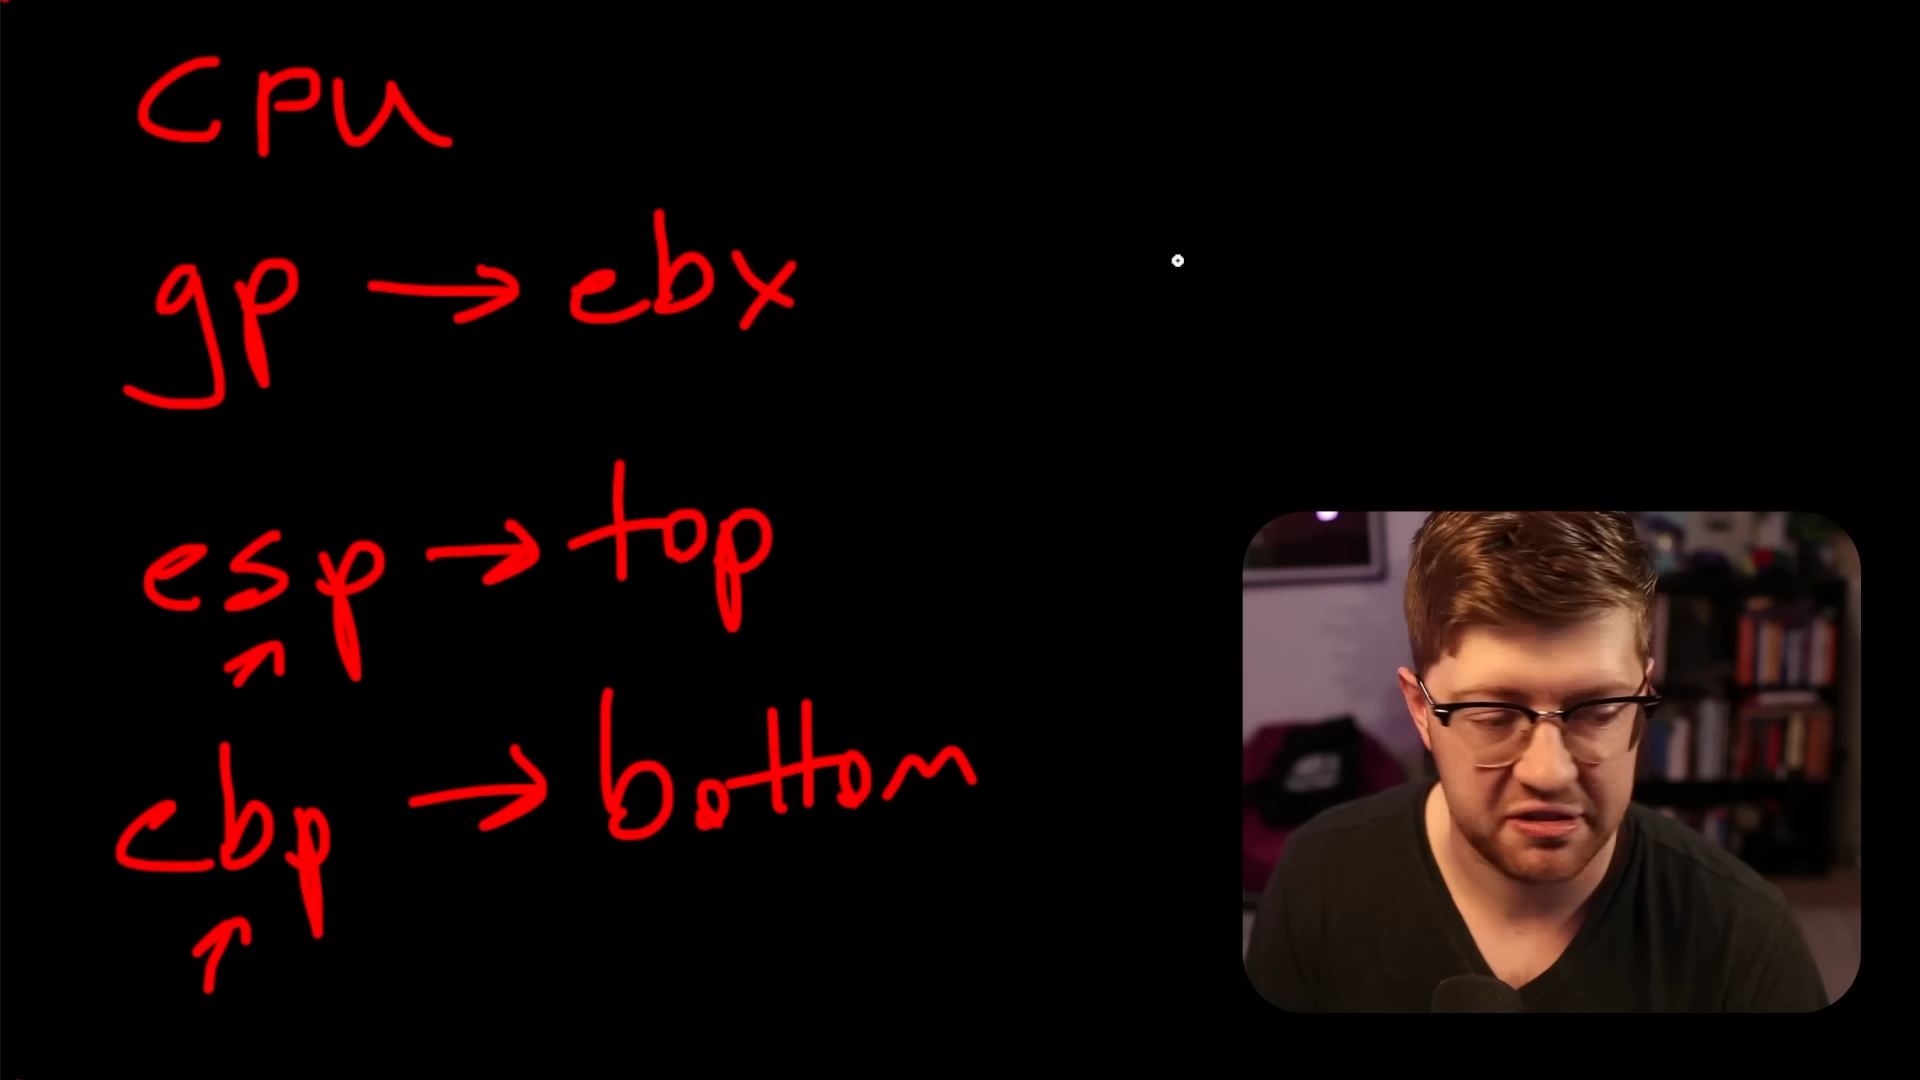 CPU
gp → ebx
esp → top
ebp → bottom